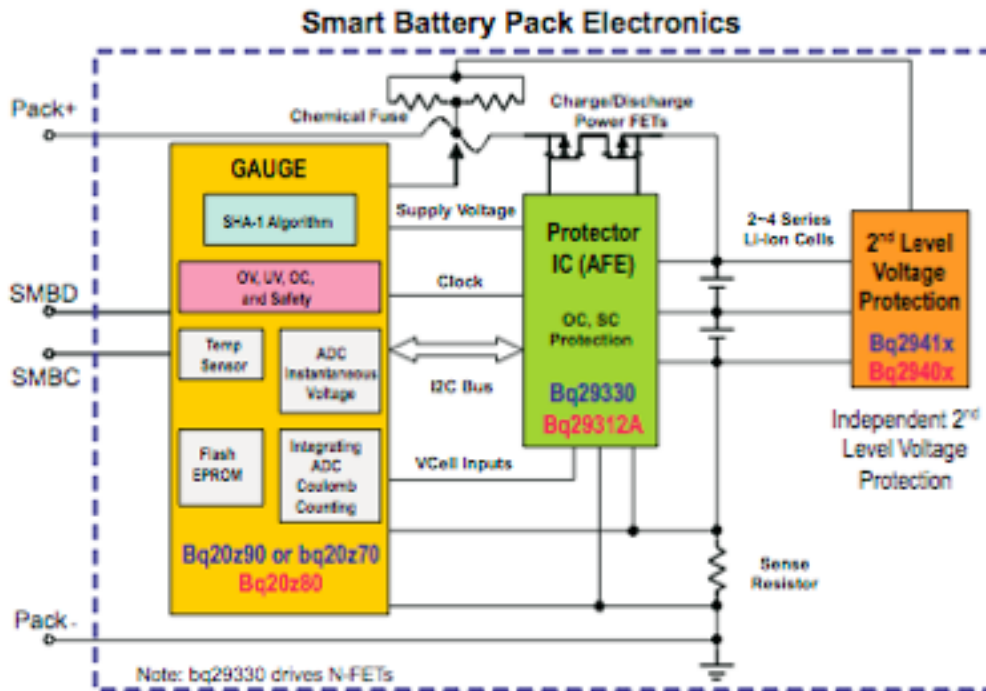 Smart Battery Pack Electronics
Pack+
Chemical Fuse
Charge/Discharge
Power FETs
GAUGE
SHA-1 Algorithm
OV, UV, OC,
and Safety
Temp
Sensor
ADC
Instantaneous
Voltage
Flash
EPROM
Integrating
ADC
Coulomb
Counting
Bq20z90 or bq20z70
Bq20z80
SMBD
SMBC
Supply Voltage
Clock
I2C Bus
VCell Inputs
Protector
IC (AFE)
OC, SC
Protection
Bq29330
Bq29312A
2~4 Series
Li-Ion Cells
2nd Level
Voltage
Protection
Bq2941x
Bq2940x
Independent 2nd
Level Voltage
Protection
Sense
Resistor
Pack-
Note: bq29330 drives N-FETs